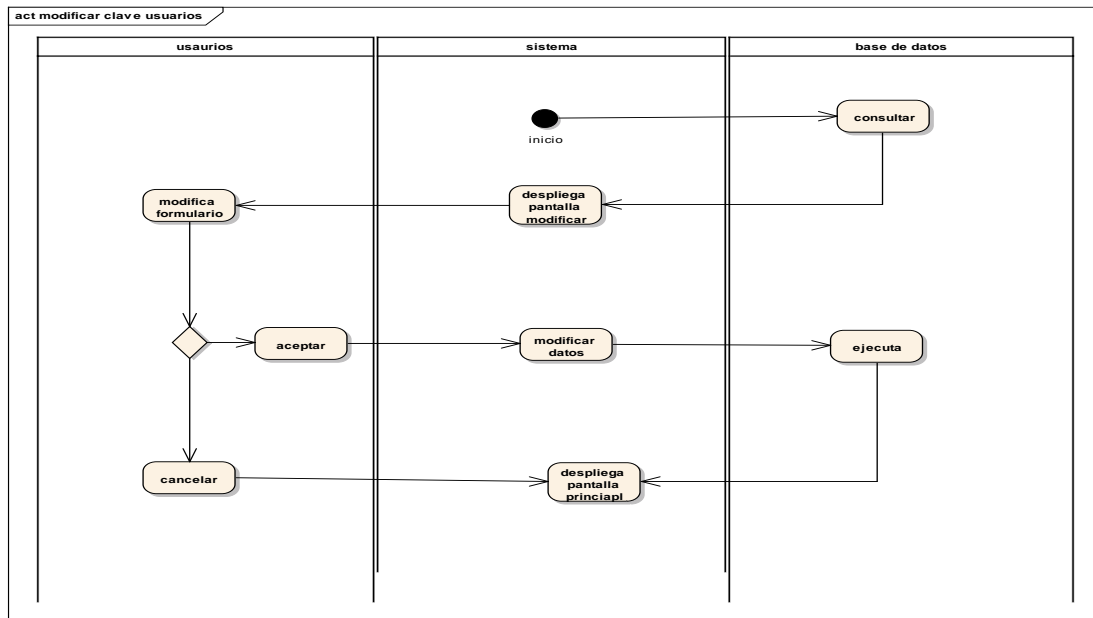 act modificar clave usuarios
usaurios
sistema
base de datos
inicio
consultar
modifica
formulario
despliega
pantalla
modificar
aceptar
modificar
datos
ejecuta
cancelar
despliega
pantalla
princiapl